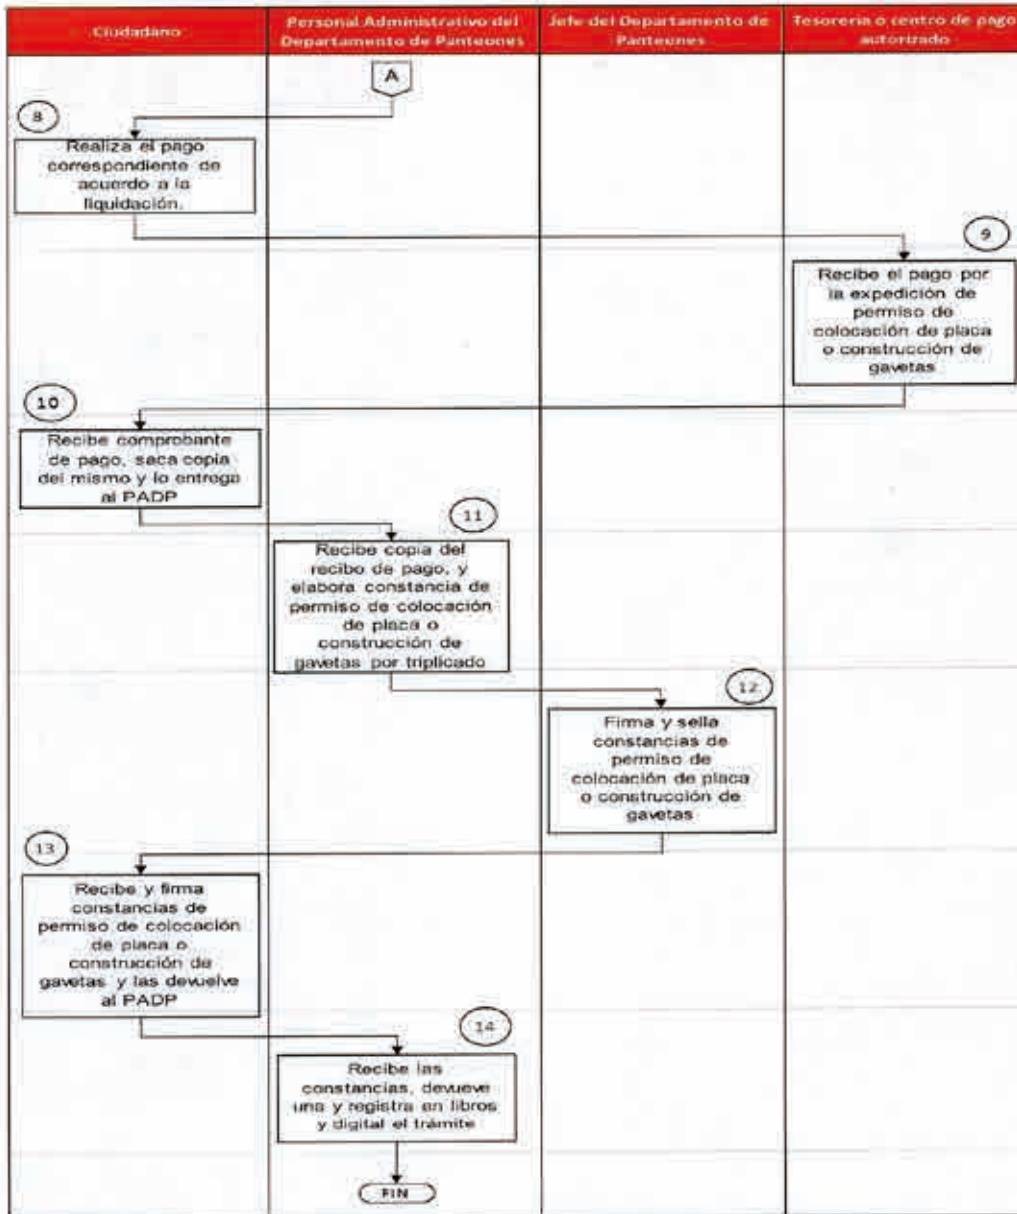 Ciudadano
Personal Administrativo del
Departamento de Panteones
Jefe del Departamento de
Panteones
Tesoreria o centro de pago
autorizado
A
8
Realiza el pago
correspondiente de
acuerdo a la
liquidación.
9
Recibe el pago por
la expedición de
permiso de
colocación de placa
o construcción de
gavetas
10
Recibe comprobante
de pago, saca copia
del mismo y lo entrega
al PADP
11
Recibe copia del
recibo de pago, y
elabora constancia de
permiso de colocación
de placa o
construcción de
gavetas por triplicado
12
Firma y sella
constancias de
permiso de
colocación de placa
o construcción de
gavetas
13
Recibe y firma
constancias de
permiso de colocación
de placa o
construcción de
gavetas y las devuelve
al PADP
14
Recibe las
constancias, devueve
una y registra en libros
y digital el trámite
FIN